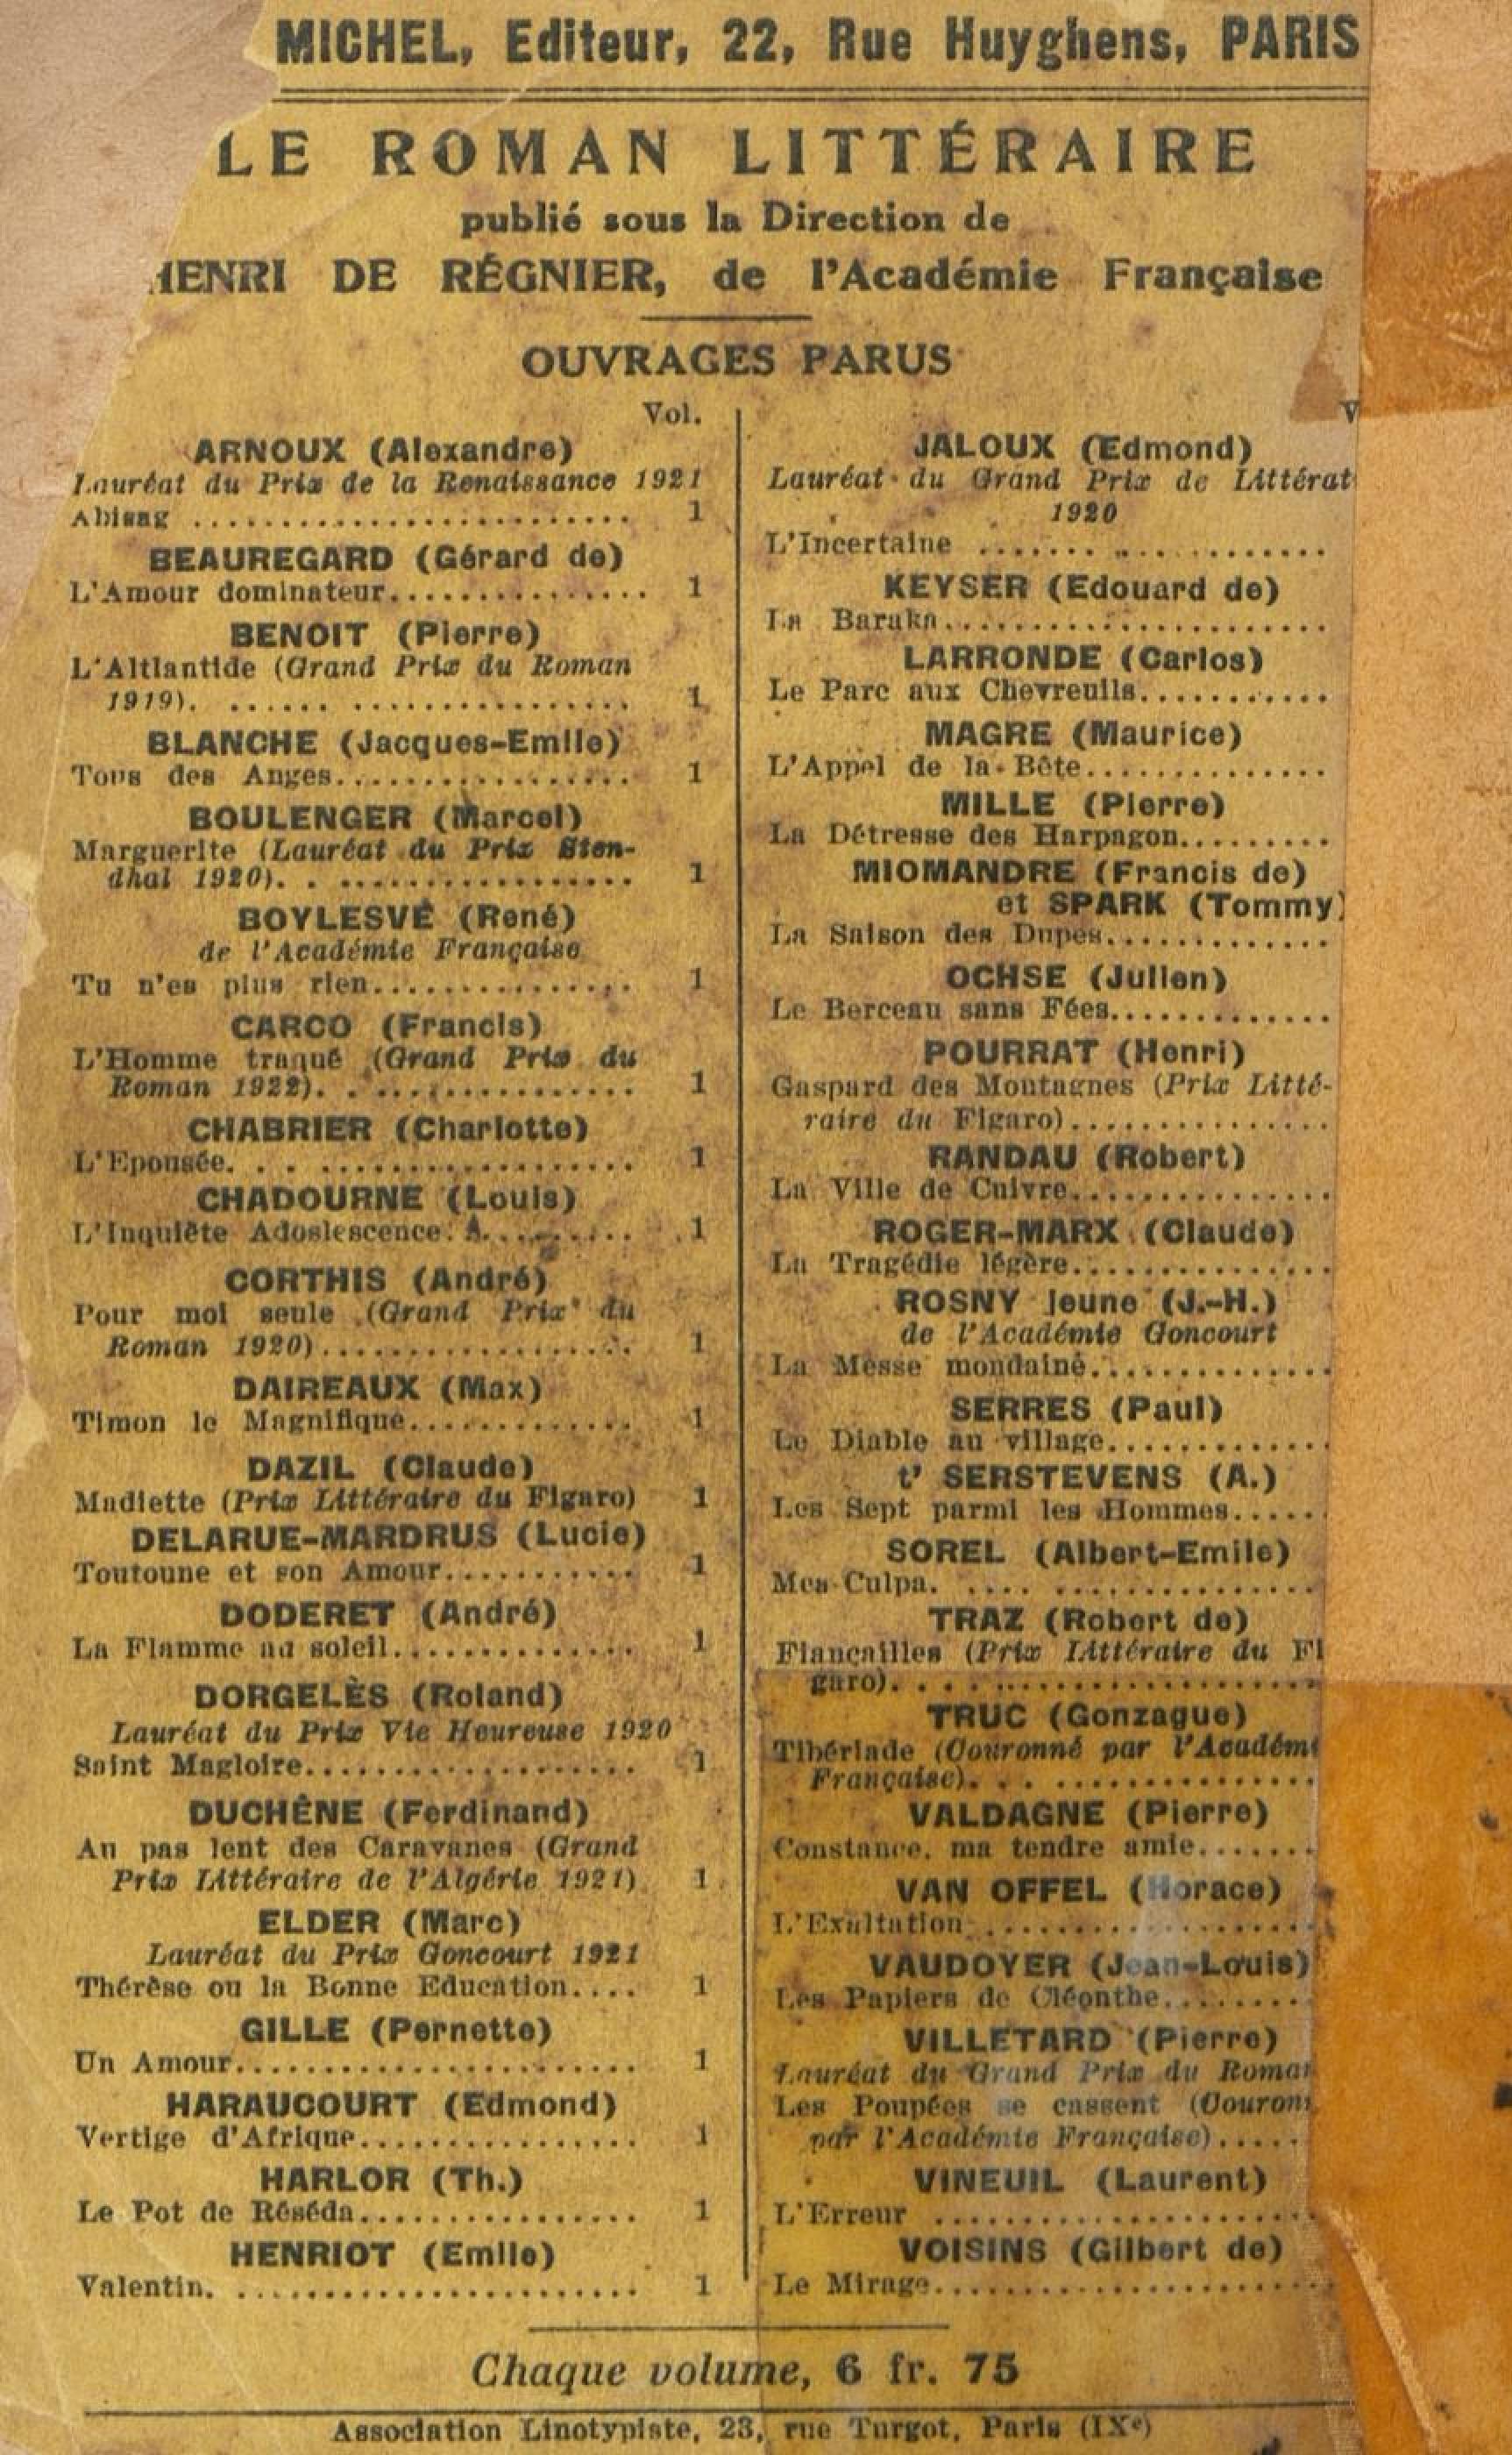 MICHEL, Editeur, 22, Rue Huyghens, PARIS
LE ROMAN LITTÉRAIRE
publié sous la Direction de
HENRI DE RÉGNIER, de l'Académie Française
OUVRAGES PARUS
Vol.
ARNOUX (Alexandre)
Lauréat du Prix de la Renaissance 1921
Abisag ........................ 1
BEAUREGARD (Gérard de)
L'Amour dominateur............... 1
BENOIT (Pierre)
L'Altlantide (Grand Prix du Roman
1919). ...... ................ 1
BLANCHE (Jacques-Emile)
Tous des Anges................ 1
BOULENGER (Marcel)
Marguerite (Lauréat du Prix Sten-
dhal 1920). . ................. 1
BOYLESVE (René)
de l'Académie Française
Tu n'es plus rien............... 1
CARCO (Francis)
L'Homme traqué (Grand Prix du
Roman 1922). . .............. 1
CHABRIER (Charlotte)
L'Epousée. . . ................. 1
CHADOURNE (Louis)
L'Inquiète Adoslescence. A.......... 1
CORTHIS (André)
Pour moi seule (Grand Prix du
Roman 1920).................. 1
DAIREAUX (Max)
Timon le Magnifique............. 1
DAZIL (Claude)
Madlette (Prix Littéraire du Figaro) 1
DELARUE-MARDRUS (Lucie)
Toutoune et son Amour........... 1
DODERET (André)
La Flamme au soleil.............. 1
DORGELÈS (Roland)
Lauréat du Prix Vie Heureuse 1920
Saint Magloire.................. 1
DUCHÊNE (Ferdinand)
Au pas lent des Caravanes (Grand
Prix Littéraire de l'Algérie 1921) 1
ELDER (Marc)
Lauréat du Prix Goncourt 1921
Thérèse ou la Bonne Education.... 1
GILLE (Pernette)
Un Amour...................... 1
HARAUCOURT (Edmond)
Vertige d'Afrique................ 1
HARLOR (Th.)
Le Pot de Réséda................ 1
HENRIOT (Emile)
Valentin. ....................... 1
V
JALOUX (Edmond)
Lauréat du Grand Prix de Littérat
1920
L'Incertaine ....... .. ..........
KEYSER (Edouard de)
La Baraka......................
LARRONDE (Carlos)
Le Parc aux Chevreuils...........
MAGRE (Maurice)
L'Appel de la Bête..............
MILLE (Pierre)
La Détresse des Harpagon.........
MIOMANDRE (Francis de)
et SPARK (Tommy)
La Saison des Dupes.............
OCHSE (Julien)
Le Berceau sans Fées.............
POURRAT (Henri)
Gaspard des Montagnes (Prix Litté-
raire du Figaro)...............
RANDAU (Robert)
La Ville de Cuivre...............
ROGER-MARX (Claude)
La Tragédie légère...............
ROSNY jeune (J.-H.)
de l'Académie Goncourt
La Messe mondaine..............
SERRES (Paul)
Le Diable au village.............
t' SERSTEVENS (A.)
Les Sept parmi les Hommes.....
SOREL (Albert-Emile)
Mea Culpa. .... ...............
TRAZ (Robert de)
Fiançailles (Prix Littéraire du Fi
garo). . . . ...................
TRUC (Gonzague)
Tibériade (Couronné par l'Académi
Française). . . ...............
VALDAGNE (Pierre)
Constance, ma tendre amie.......
VAN OFFEL (Horace)
L'Exaltation ....................
VAUDOYER (Jean-Louis)
Les Papiers de Cléonthe.........
VILLETARD (Pierre)
Lauréat du Grand Prix du Roman
Les Poupées se cassent (Couronn
par l'Académie Française).....
VINEUIL (Laurent)
L'Erreur ......................
VOISINS (Gilbert de)
Le Mirage.......................
Chaque volume, 6 fr. 75
Association Linotypiste, 23, rue Turgot, Paris (IXe)